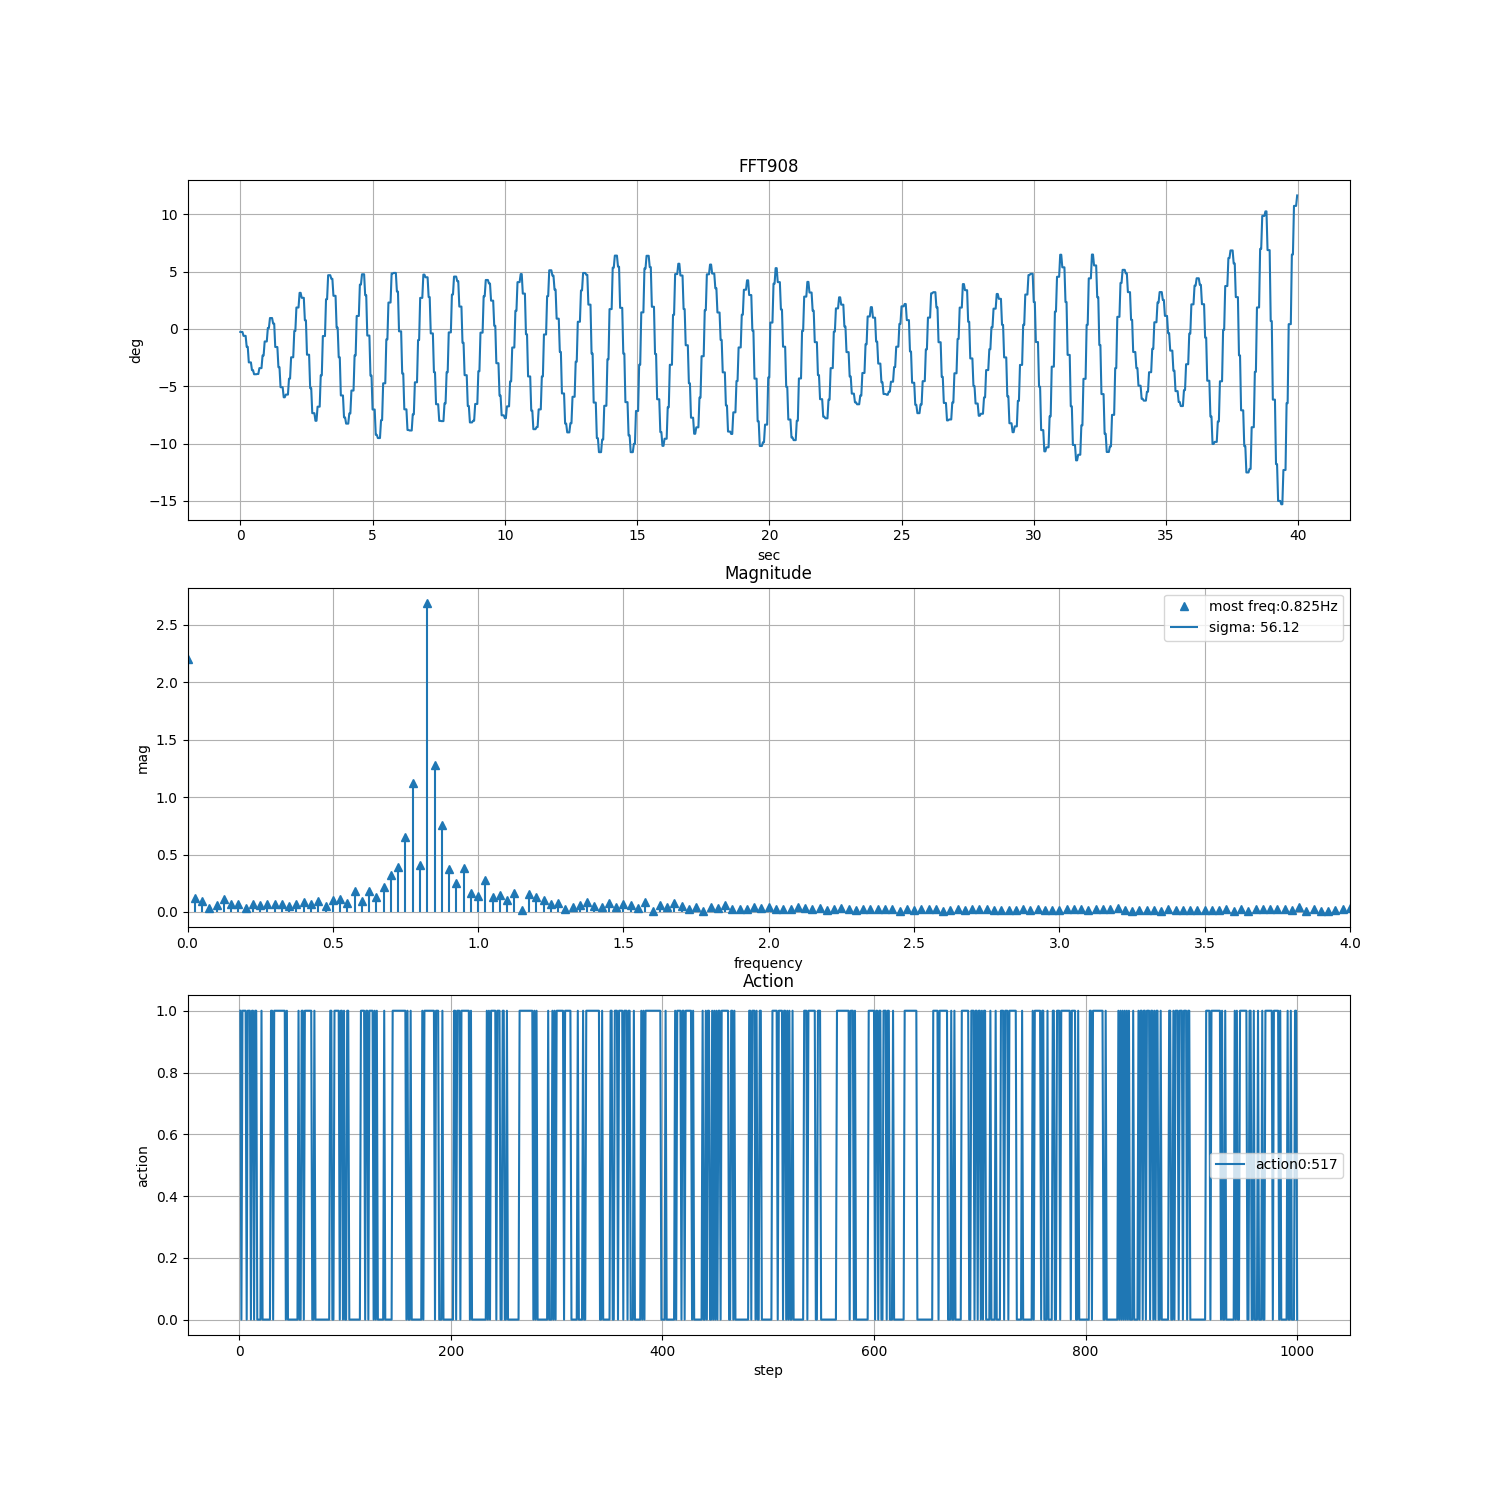 FFT908
10
5
0
−5
−10
−15
deg
0 5 10 15 20 25 30 35 40
sec
Magnitude
most freq:0.825Hz
sigma: 56.12
2.5
2.0
1.5
1.0
0.5
0.0
mag
0.0 0.5 1.0 1.5 2.0 2.5 3.0 3.5 4.0
frequency
Action
1.0
0.8
0.6
0.4
0.2
0.0
action
action0:517
0 200 400 600 800 1000
step